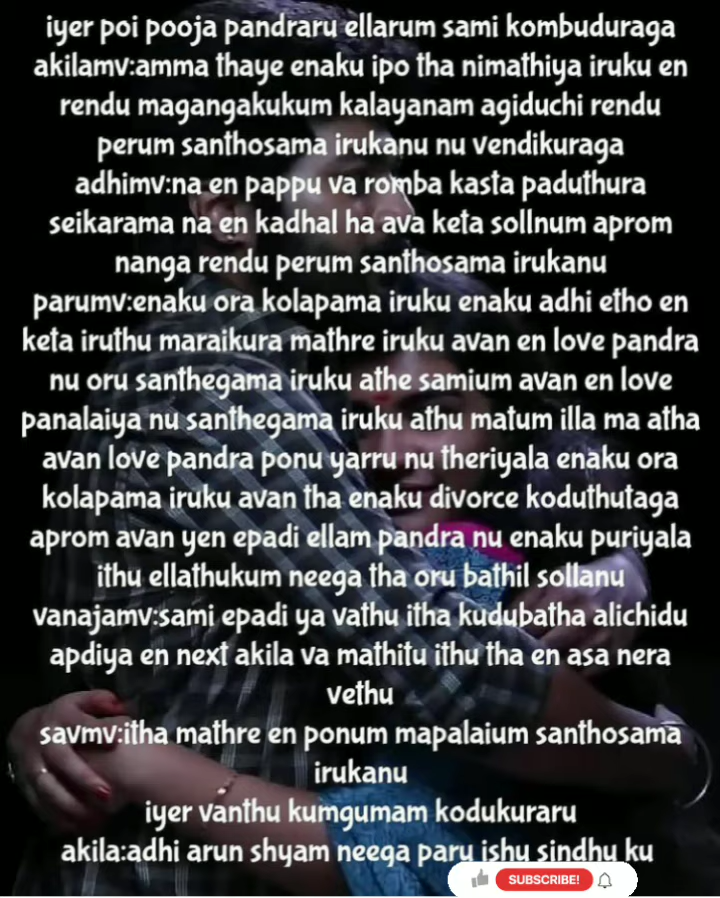 iyer poi pooja pandraru ellarum sami kombuduraga
akilamv:amma thaye enaku ipo tha nimathiya iruku en
rendu magangakukum kalayanam agiduchi rendu
perum santhosama irukanu nu vendikuraga
adhimv:na en pappu va romba kasta paduthura
seikarama na en kadhal ha ava keta sollnum aprom
nanga rendu perum santhosama irukanu
parumv:enaku ora kolapama iruku enaku adhi etho en
keta iruthu maraikura mathre iruku avan en love pandra
nu oru santhegama iruku athe samium avan en love
panalaiya nu santhegama iruku athu matum illa ma atha
avan love pandra ponu yarru nu theriyala enaku ora
kolapama iruku avan tha enaku divorce koduthutaga
aprom avan yen epadi ellam pandra nu enaku puriyala
ithu ellathukum neega tha oru bathil sollanu
vanajamv:sami epadi ya vathu itha kudubatha alichidu
apdiya en next akila va mathitu ithu tha en asa nera
vethu
savmv:itha mathre en ponum mapalaium santhosama
irukanu
iyer vanthu kumgumam kodukuraru
akila:adhi arun shyam neega paru ishu sindhu ku
SUBSCRIBE!